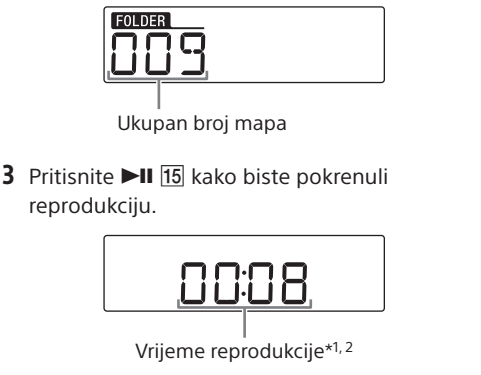 FOLDER
009
Ukupan broj mapa
3 Pritisnite ►II 15 kako biste pokrenuli
reprodukciju.
00:08
Vrijeme reprodukcije*1, 2